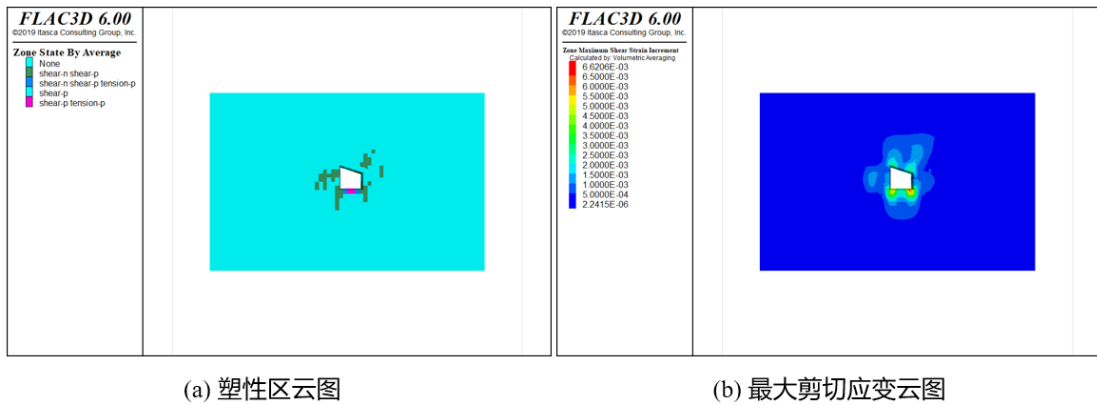 FLAC3D 6.00
©2019 Itasca Consulting Group, Inc.
Zone State By Average
None
shear-n shear-p
shear-n shear-p tension-p
shear-p
shear-p tension-p
FLAC3D 6.00
©2019 Itasca Consulting Group, Inc.
Zone Maximum Shear Strain Increment
Calculated by: Volumetric Averaging
6.6206E-03
6.5000E-03
6.0000E-03
5.5000E-03
5.0000E-03
4.5000E-03
4.0000E-03
3.5000E-03
3.0000E-03
2.5000E-03
2.0000E-03
1.5000E-03
1.0000E-03
5.0000E-04
2.2415E-06
(a) 塑性区云图
(b) 最大剪切应变云图